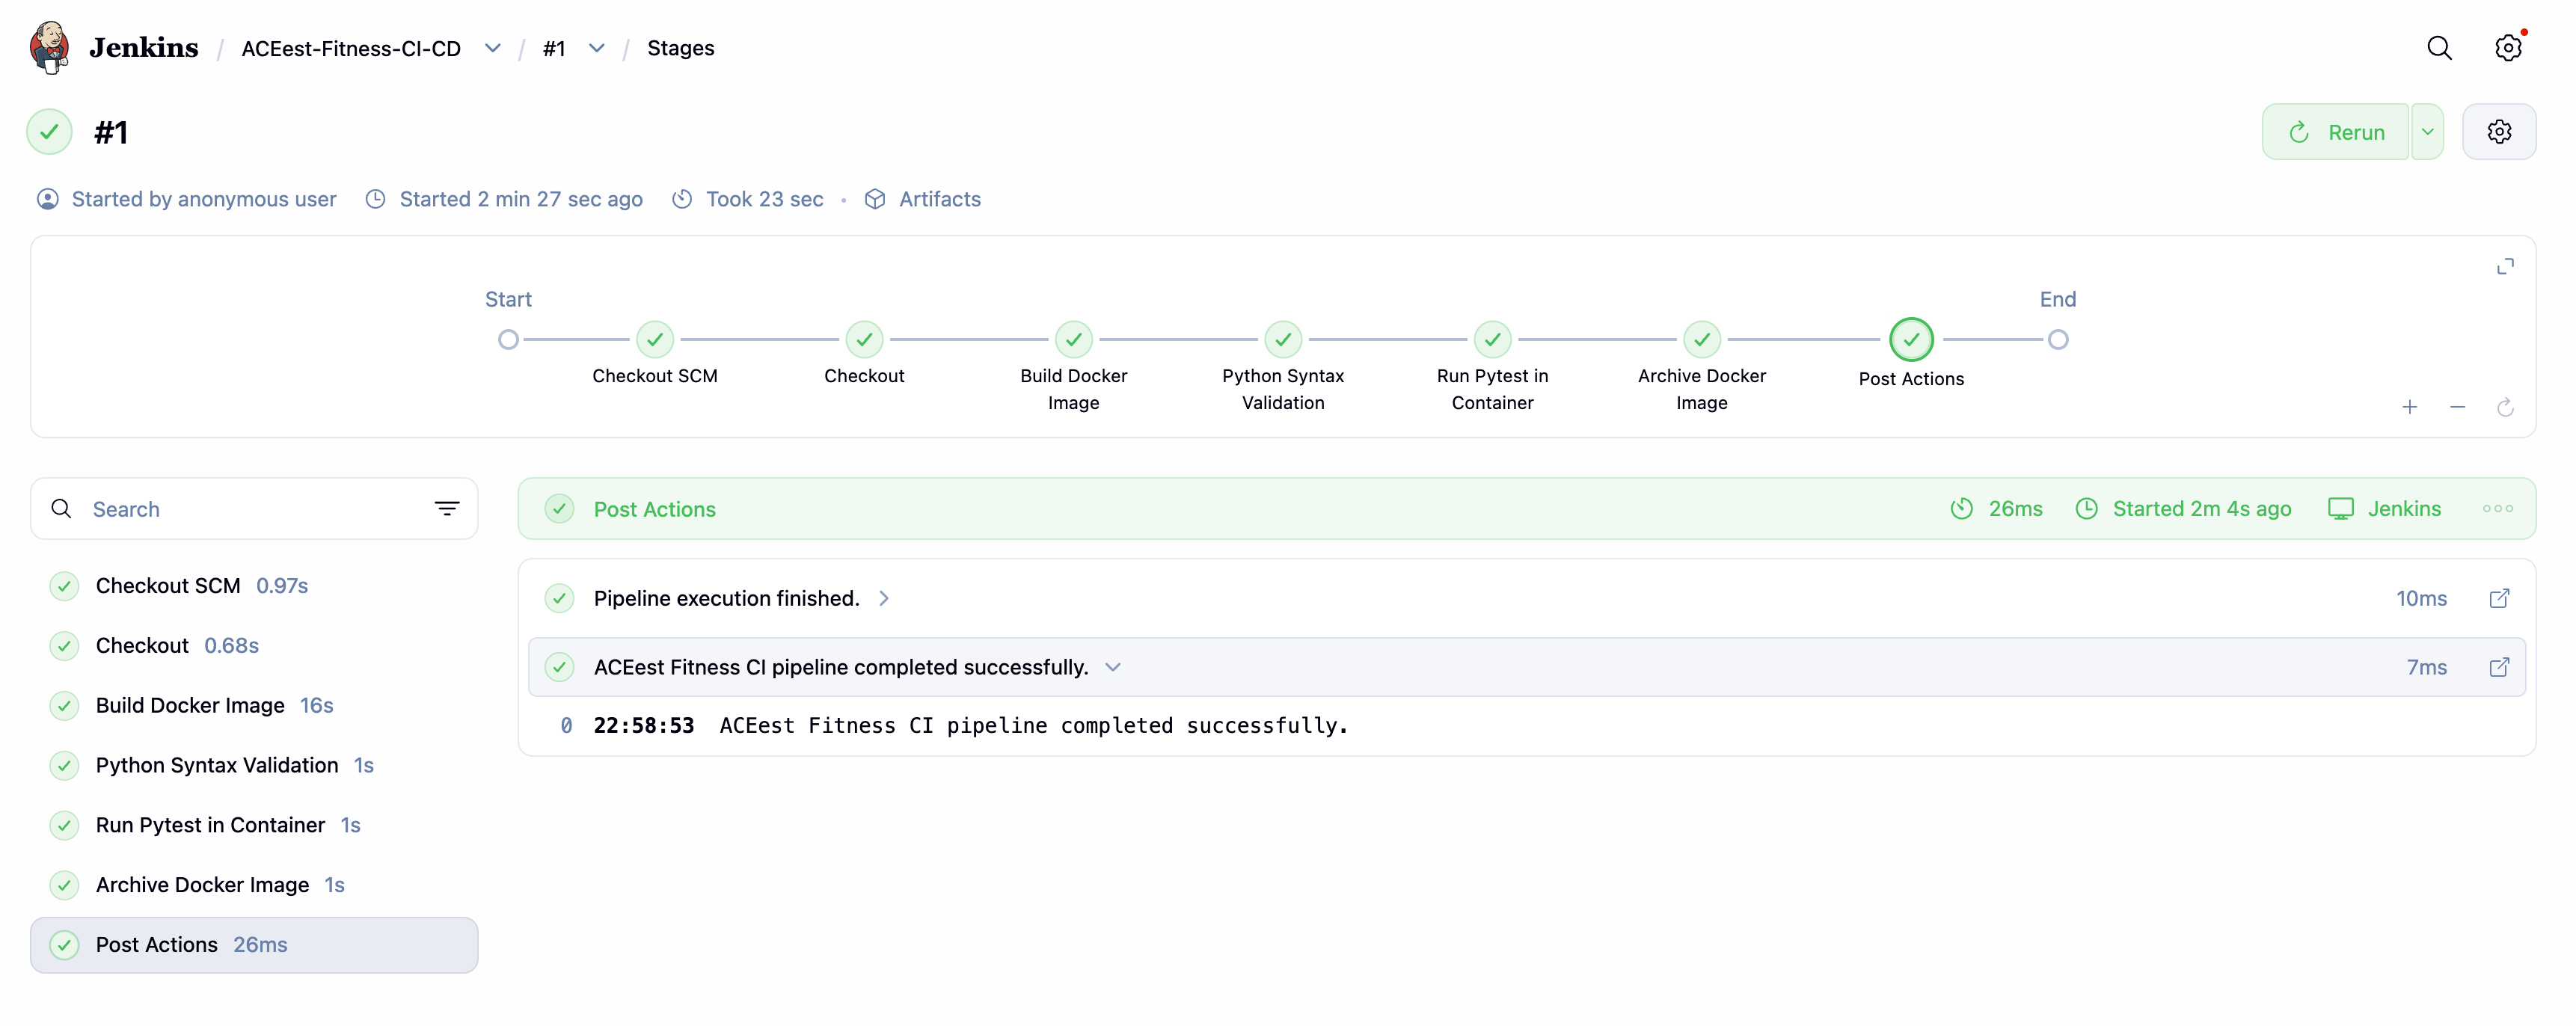 Jenkins / ACEest-Fitness-CI-CD / #1 / Stages
#1
Rerun
Started by anonymous user Started 2 min 27 sec ago Took 23 sec • Artifacts
Start
End
Checkout SCM
Checkout
Build Docker Image
Python Syntax Validation
Run Pytest in Container
Archive Docker Image
Post Actions
Search
Checkout SCM 0.97s
Checkout 0.68s
Build Docker Image 16s
Python Syntax Validation 1s
Run Pytest in Container 1s
Archive Docker Image 1s
Post Actions 26ms
Post Actions 26ms Started 2m 4s ago Jenkins
Pipeline execution finished. 10ms
ACEest Fitness CI pipeline completed successfully. 7ms
0 22:58:53 ACEest Fitness CI pipeline completed successfully.